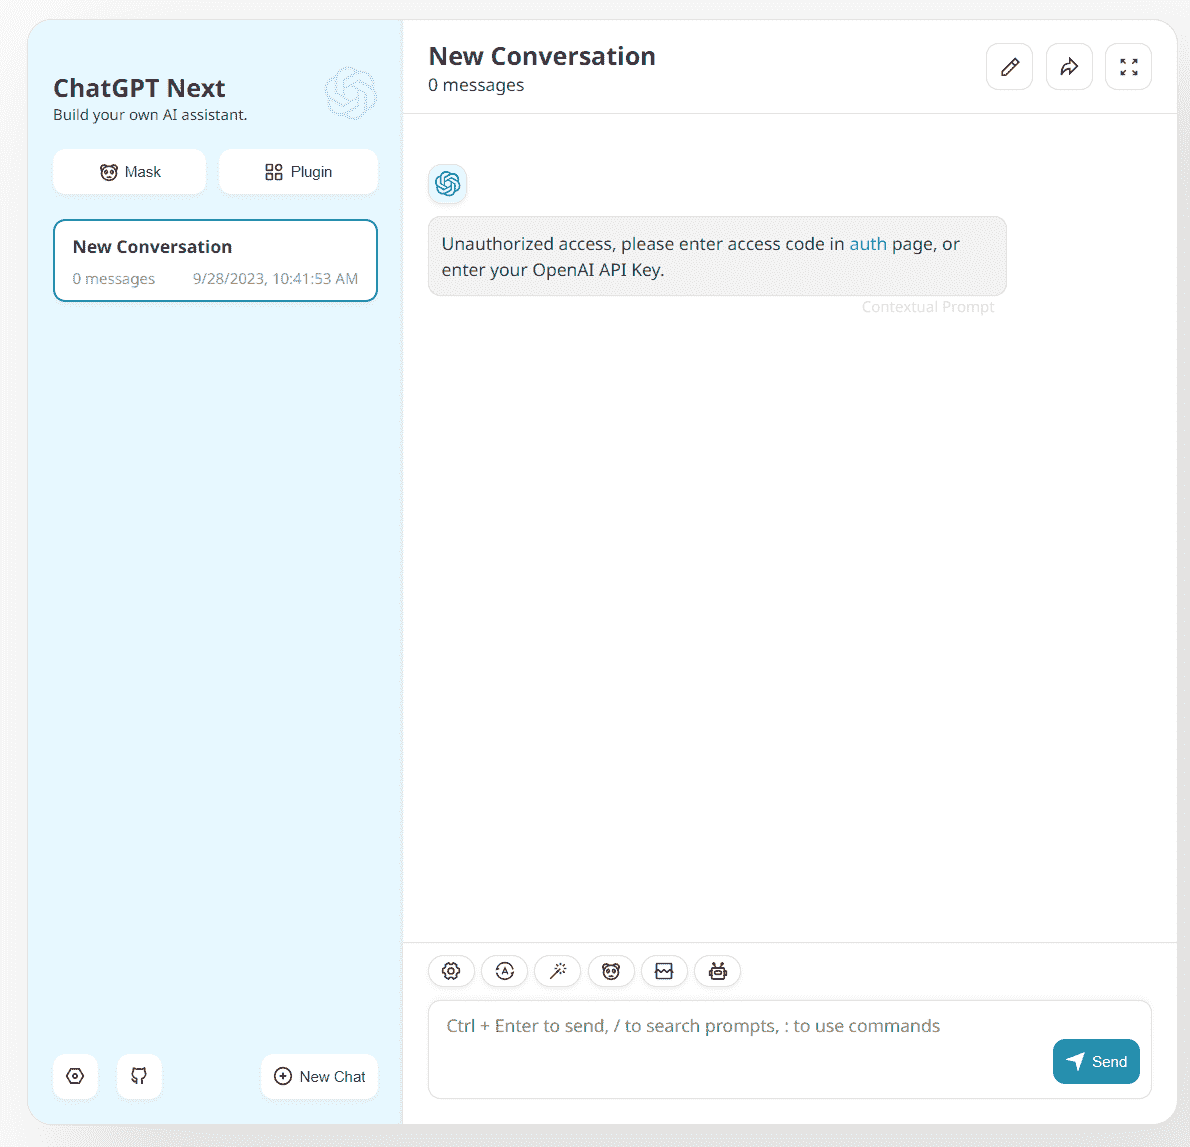 ChatGPT Next
Build your own AI assistant.
Mask
Plugin
New Conversation
0 messages
9/28/2023, 10:41:53 AM
New Chat
New Conversation
0 messages
Unauthorized access, please enter access code in auth page, or
enter your OpenAI API Key.
Contextual Prompt
Ctrl + Enter to send, / to search prompts, : to use commands
Send